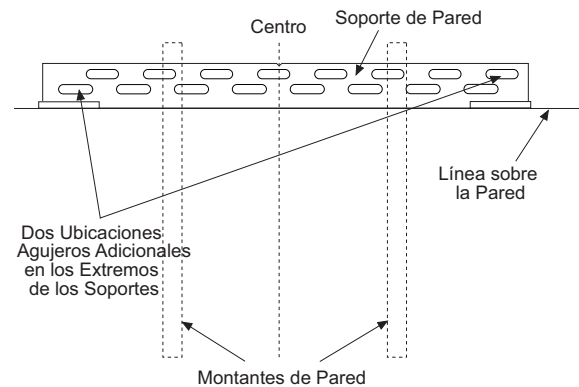 Soporte de Pared
Centro
Línea sobre
la Pared
Dos Ubicaciones
Agujeros Adicionales
en los Extremos
de los Soportes
Montantes de Pared